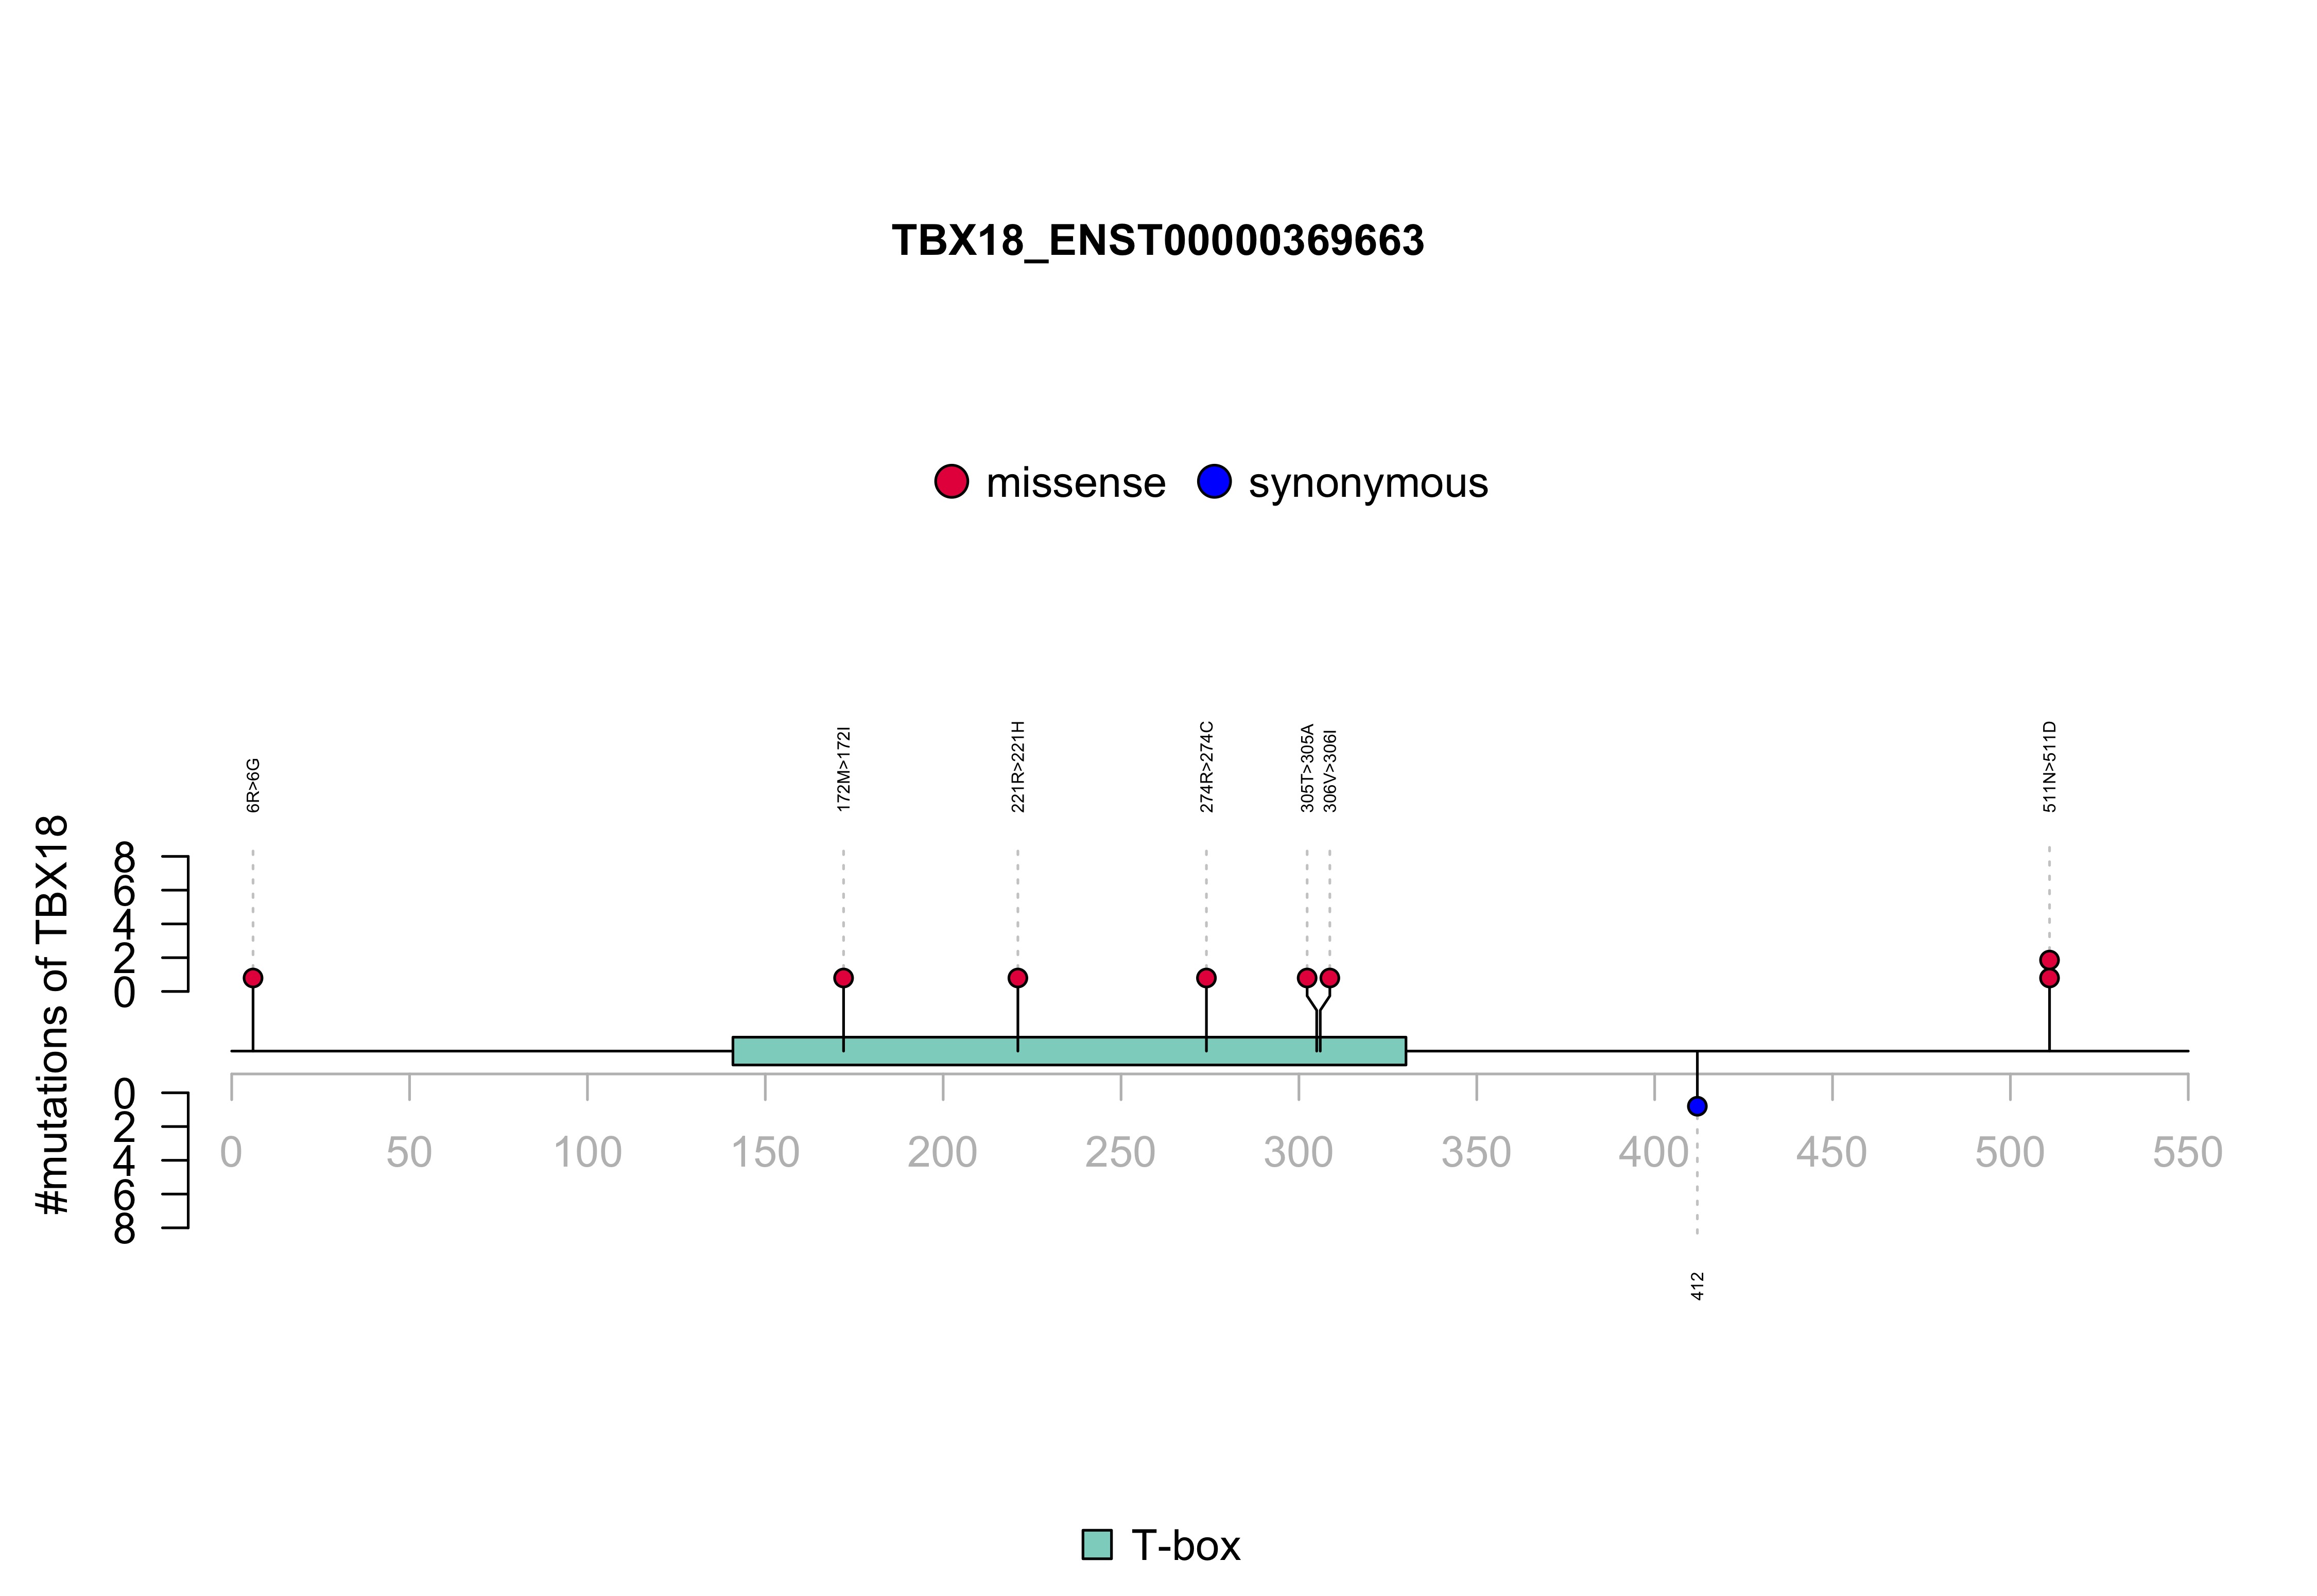 TBX18_ENST00000369663
missense synonymous
6R>6G 172M>172I 221R>221H 274R>274C 305T>305A 306V>306I 511N>511D
#mutations of TBX18
8
6
4
2
0
0
2
4
6
8
0 50 100 150 200 250 300 350 400 450 500 550
412
T-box